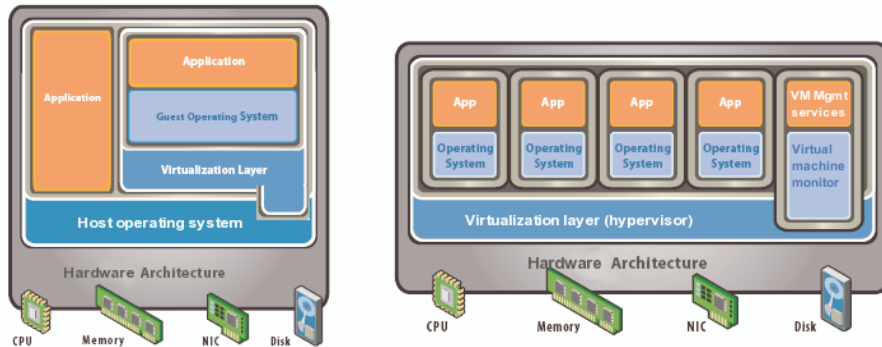 Application
Application
Guest Operating System
Virtualization Layer
Host operating system
Hardware Architecture
CPU
Memory
NIC
Disk
App
App
App
App
VM Mgmt
services
Operating
System
Operating
System
Operating
System
Operating
System
Virtual
machine
monitor
Virtualization layer (hypervisor)
Hardware Architecture
CPU
Memory
NIC
Disk